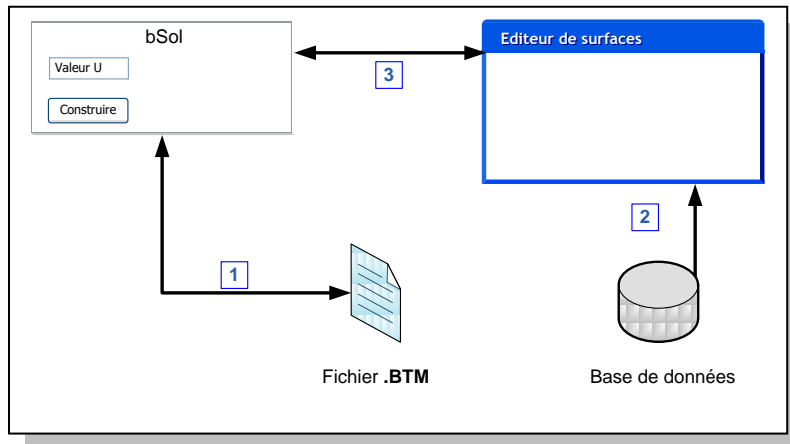 bSol
Editeur de surfaces
Valeur U
3
Construire
2
1
Fichier .BTM
Base de données